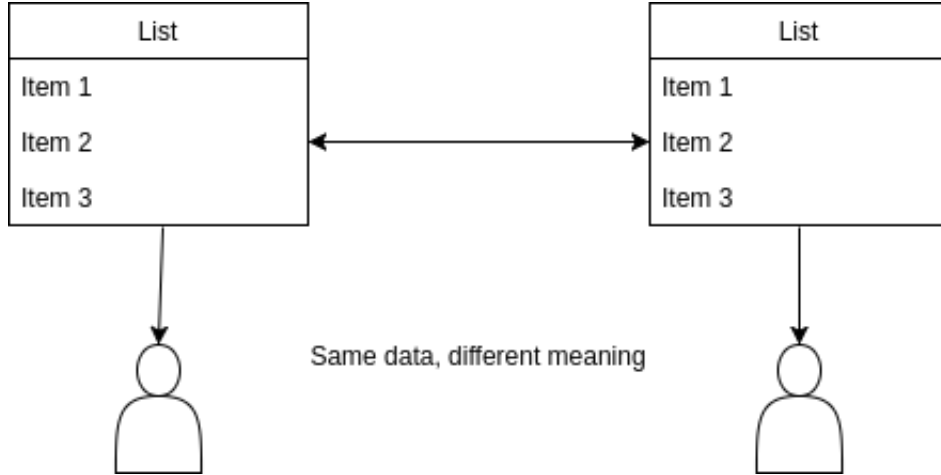 List
Item 1
Item 2
Item 3
List
Item 1
Item 2
Item 3
Same data, different meaning